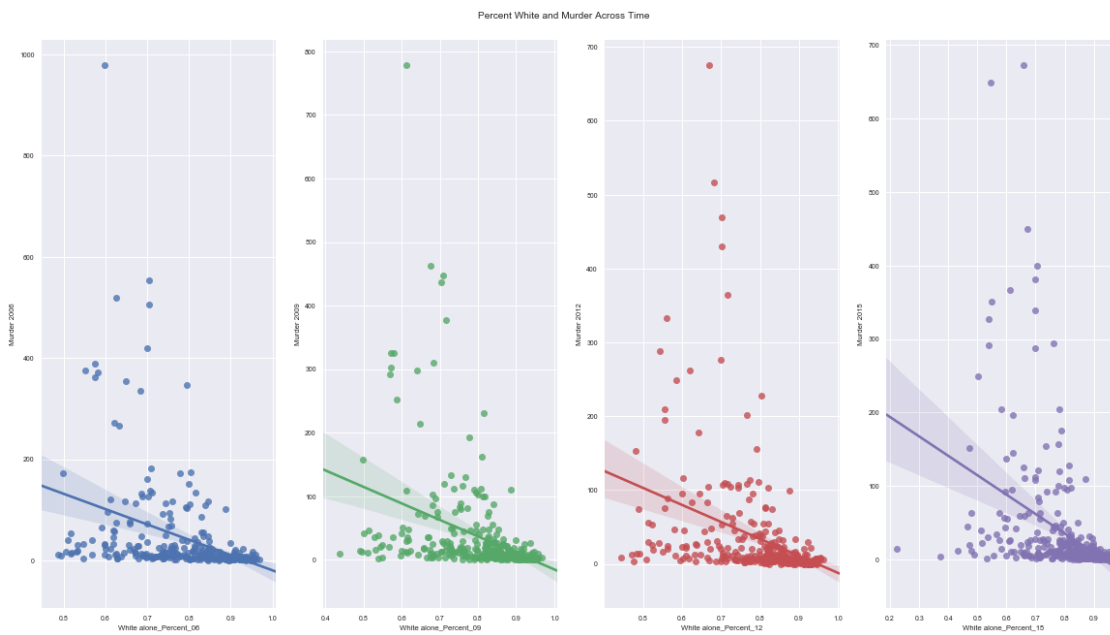 Percent White and Murder Across Time
1000
800
600
400
200
0
Murder 2006
0.5 0.6 0.7 0.8 0.9 1.0
White alone_Percent_06
800
700
600
500
400
300
200
100
0
Murder 2009
0.4 0.5 0.6 0.7 0.8 0.9 1.0
White alone_Percent_09
700
600
500
400
300
200
100
0
Murder 2012
0.5 0.6 0.7 0.8 0.9 1.0
White alone_Percent_12
700
600
500
400
300
200
100
0
Murder 2015
0.2 0.3 0.4 0.5 0.6 0.7 0.8 0.9
White alone_Percent_15